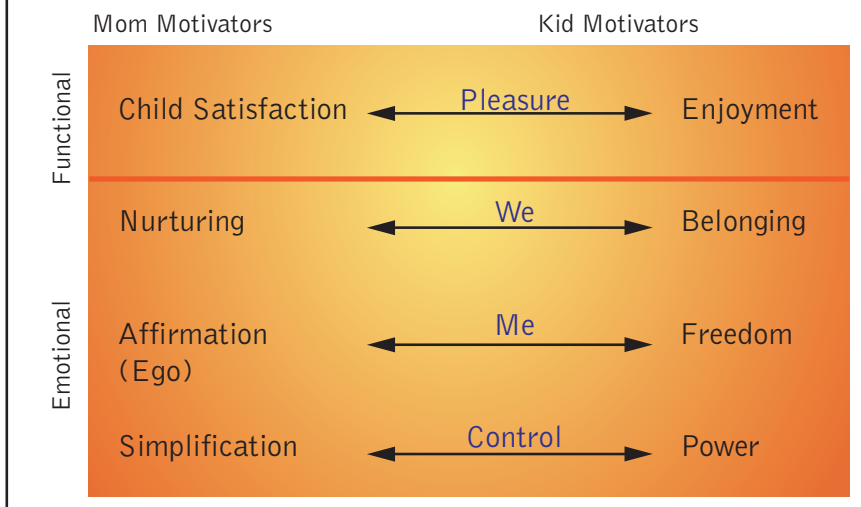 Mom Motivators Kid Motivators
Functional
Child Satisfaction Pleasure Enjoyment
Emotional
Nurturing We Belonging
Affirmation Me Freedom
(Ego)
Simplification Control Power